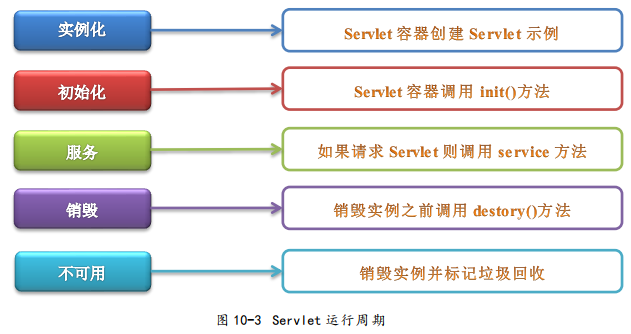 实例化 Servlet 容器创建 Servlet 示例
初始化 Servlet 容器调用 init()方法
服务 如果请求 Servlet 则调用 service 方法
销毁 销毁实例之前调用 destory()方法
不可用 销毁实例并标记垃圾回收
图 10-3 Servlet 运行周期